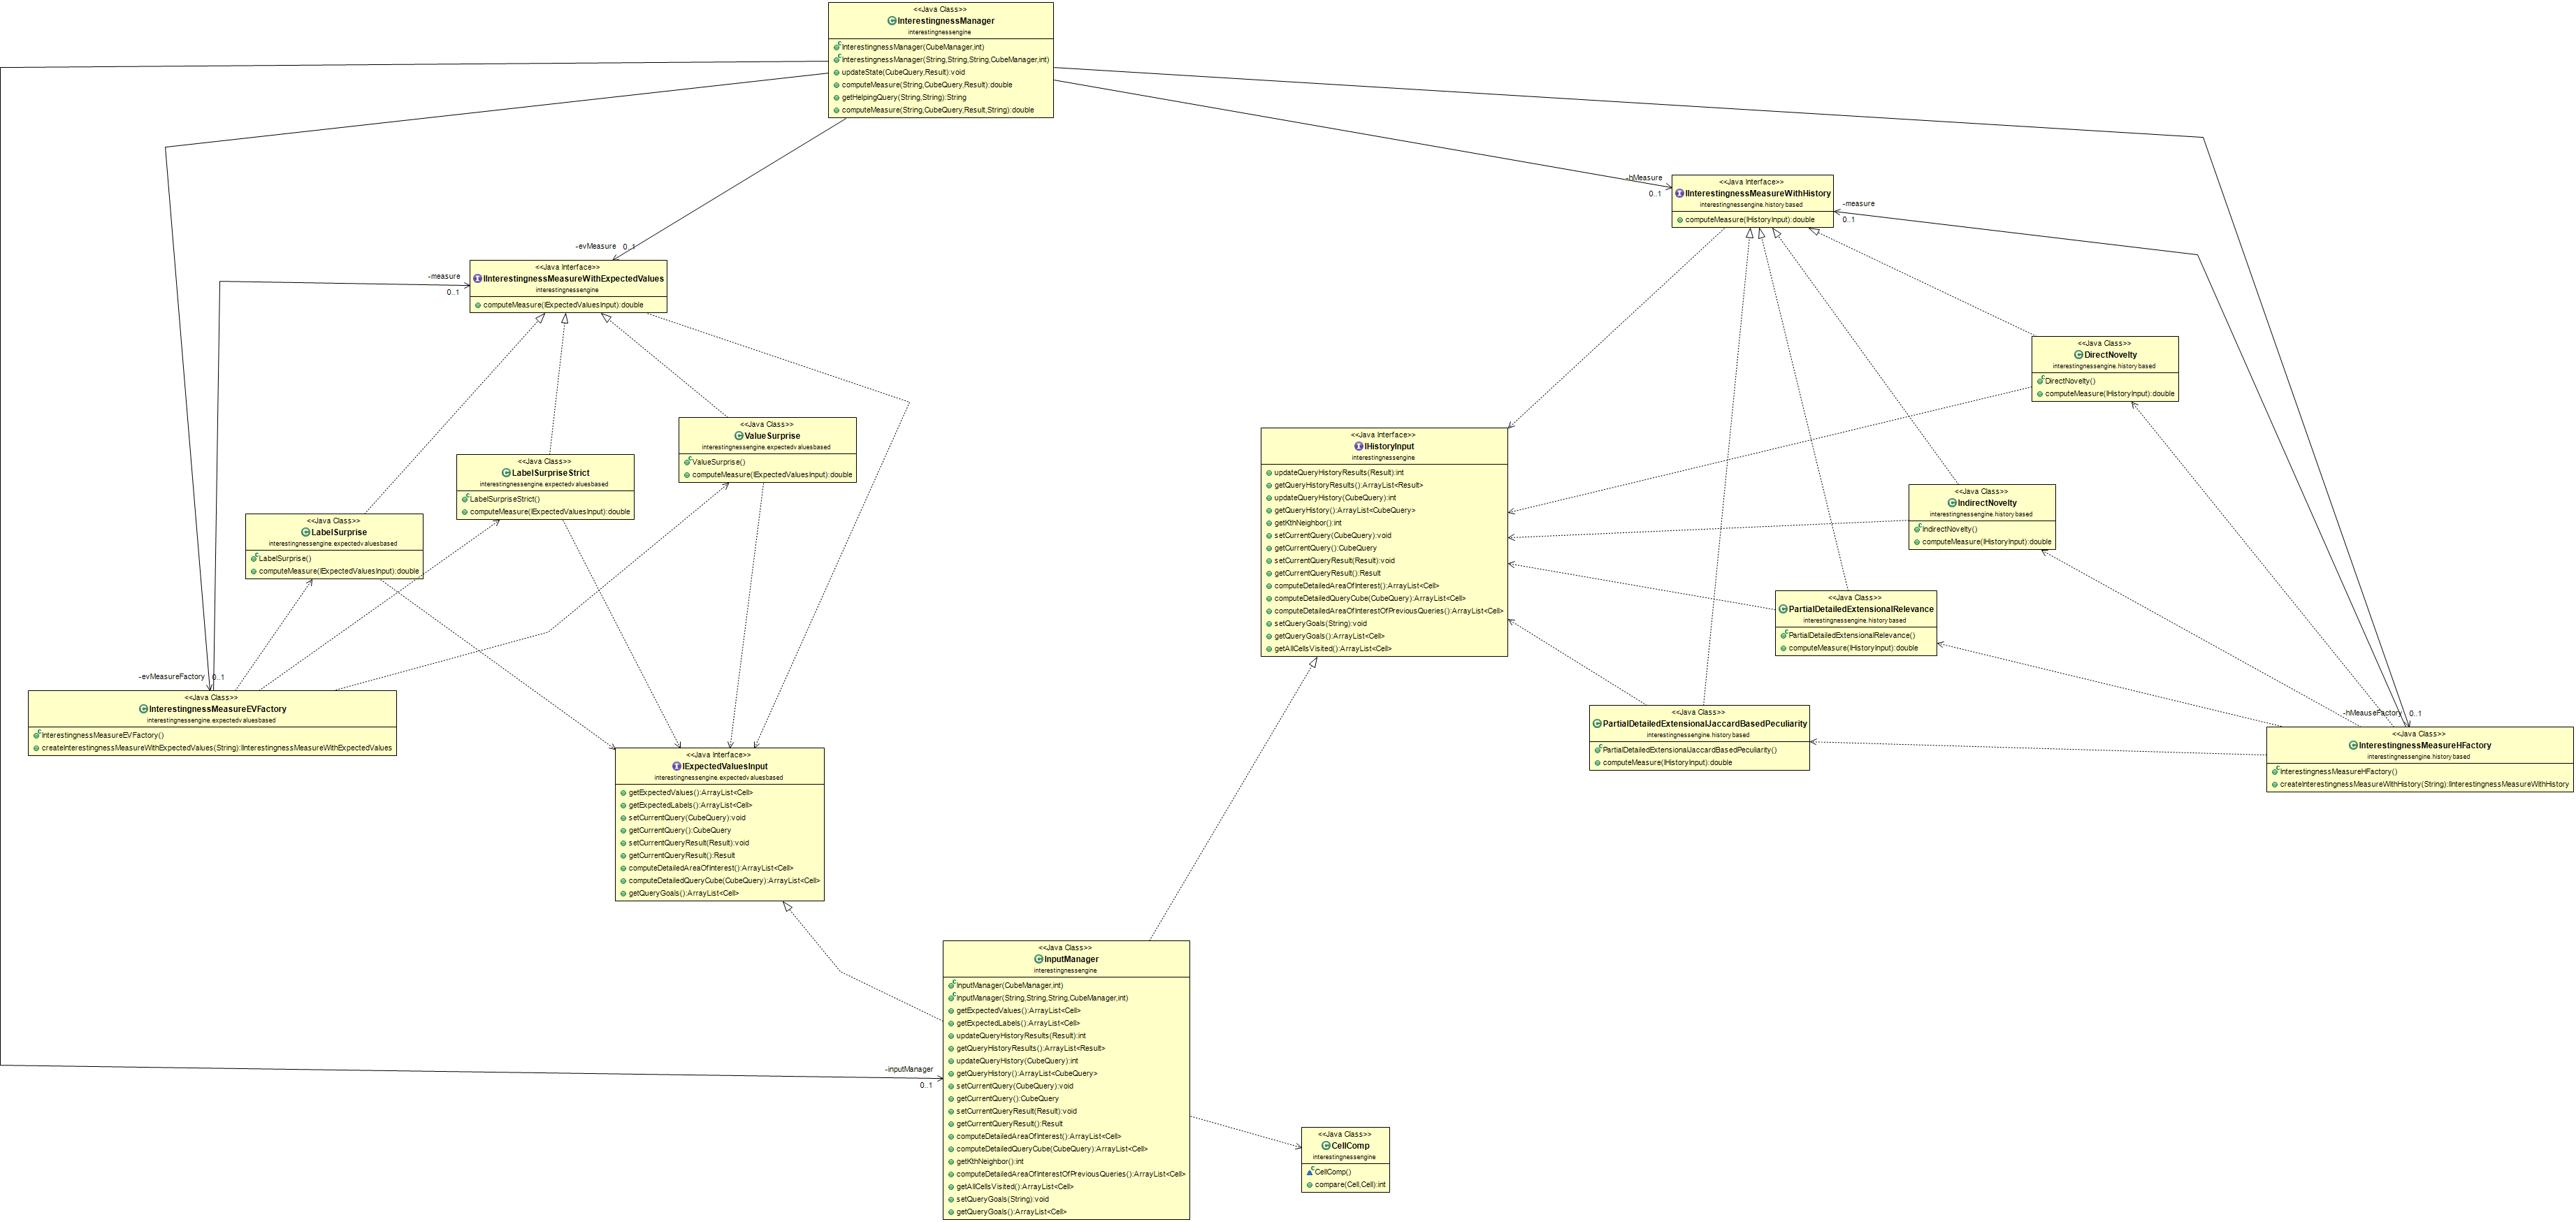 <<Java Class>>
InterestingnessManager
interestingnessengine
InterestingnessManager(CubeManager,int)
InterestingnessManager(String,String,String,CubeManager,int)
updateState(CubeQuery,Result):void
computeMeasure(String,CubeQuery,Result):double
getHelpingQuery(String,String):String
computeMeasure(String,CubeQuery,Result,String):double
-hMeasure
0..1
<<Java Interface>>
IInterestingnessMeasureWithHistory
interestingnessengine.historybased
computeMeasure(IHistoryInput):double
-measure
0..1
-evMeasure
0..1
<<Java Interface>>
IInterestingnessMeasureWithExpectedValues
interestingnessengine
computeMeasure(IExpectedValuesInput):double
-measure
0..1
<<Java Class>>
DirectNovelty
interestingnessengine.historybased
DirectNovelty()
computeMeasure(IHistoryInput):double
<<Java Class>>
ValueSurprise
interestingnessengine.expectedvaluesbased
ValueSurprise()
computeMeasure(IExpectedValuesInput):double
<<Java Class>>
LabelSurpriseStrict
interestingnessengine.expectedvaluesbased
LabelSurpriseStrict()
computeMeasure(IExpectedValuesInput):double
<<Java Class>>
LabelSurprise
interestingnessengine.expectedvaluesbased
LabelSurprise()
computeMeasure(IExpectedValuesInput):double
<<Java Interface>>
IHistoryInput
interestingnessengine
updateQueryHistoryResults(Result):int
getQueryHistoryResults():ArrayList<Result>
updateQueryHistory(CubeQuery):int
getQueryHistory():ArrayList<CubeQuery>
getKthNeighbor():int
setCurrentQuery(CubeQuery):void
getCurrentQuery():CubeQuery
setCurrentQueryResult(Result):void
getCurrentQueryResult():Result
computeDetailedAreaOfInterest():ArrayList<Cell>
computeDetailedQueryCube(CubeQuery):ArrayList<Cell>
computeDetailedAreaOfInterestOfPreviousQueries():ArrayList<Cell>
setQueryGoals(String):void
getQueryGoals():ArrayList<Cell>
getAllCellsVisited():ArrayList<Cell>
<<Java Class>>
IndirectNovelty
interestingnessengine.historybased
IndirectNovelty()
computeMeasure(IHistoryInput):double
<<Java Class>>
PartialDetailedExtensionalRelevance
interestingnessengine.historybased
PartialDetailedExtensionalRelevance()
computeMeasure(IHistoryInput):double
<<Java Class>>
PartialDetailedExtensionalJaccardBasedPeculiarity
interestingnessengine.historybased
PartialDetailedExtensionalJaccardBasedPeculiarity()
computeMeasure(IHistoryInput):double
-evMeasureFactory
0..1
<<Java Class>>
InterestingnessMeasureEVFactory
interestingnessengine.expectedvaluesbased
InterestingnessMeasureEVFactory()
createInterestingnessMeasureWithExpectedValues(String):IInterestingnessMeasureWithExpectedValues
-hMeauseFactory
0..1
<<Java Class>>
InterestingnessMeasureHFactory
interestingnessengine.historybased
InterestingnessMeasureHFactory()
createInterestingnessMeasureWithHistory(String):IInterestingnessMeasureWithHistory
<<Java Interface>>
IExpectedValuesInput
interestingnessengine.expectedvaluesbased
getExpectedValues():ArrayList<Cell>
getExpectedLabels():ArrayList<Cell>
setCurrentQuery(CubeQuery):void
getCurrentQuery():CubeQuery
setCurrentQueryResult(Result):void
getCurrentQueryResult():Result
computeDetailedAreaOfInterest():ArrayList<Cell>
computeDetailedQueryCube(CubeQuery):ArrayList<Cell>
getQueryGoals():ArrayList<Cell>
-inputManager
0..1
<<Java Class>>
InputManager
interestingnessengine
InputManager(CubeManager,int)
InputManager(String,String,String,CubeManager,int)
getExpectedValues():ArrayList<Cell>
getExpectedLabels():ArrayList<Cell>
updateQueryHistoryResults(Result):int
getQueryHistoryResults():ArrayList<Result>
updateQueryHistory(CubeQuery):int
getQueryHistory():ArrayList<CubeQuery>
setCurrentQuery(CubeQuery):void
getCurrentQuery():CubeQuery
setCurrentQueryResult(Result):void
getCurrentQueryResult():Result
computeDetailedAreaOfInterest():ArrayList<Cell>
computeDetailedQueryCube(CubeQuery):ArrayList<Cell>
getKthNeighbor():int
computeDetailedAreaOfInterestOfPreviousQueries():ArrayList<Cell>
getAllCellsVisited():ArrayList<Cell>
setQueryGoals(String):void
getQueryGoals():ArrayList<Cell>
<<Java Class>>
CellComp
interestingnessengine
CellComp()
compare(Cell,Cell):int